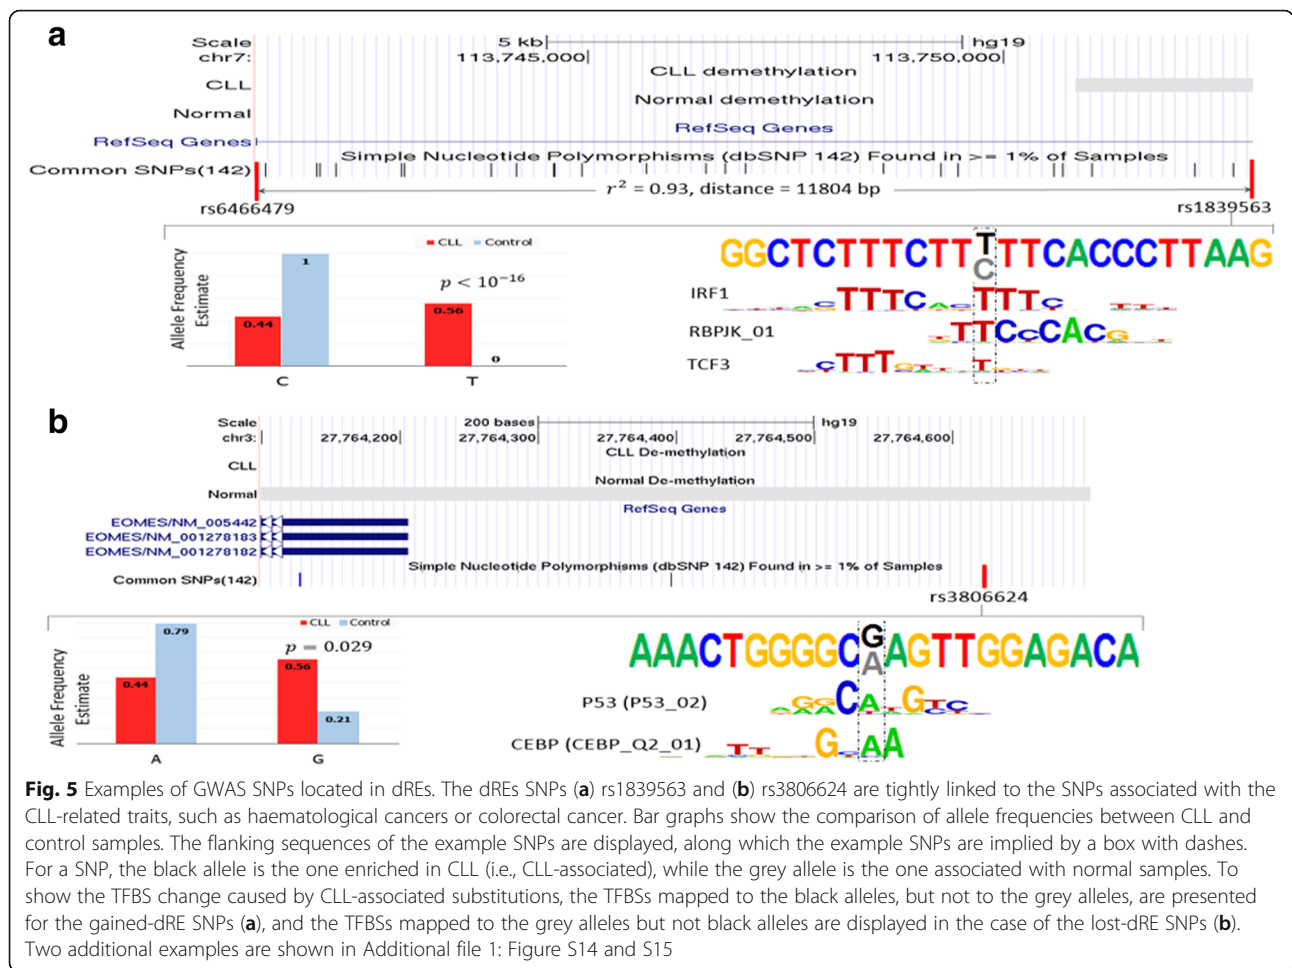 a
Scale 5 kb hg19
chr7: 113,745,000 113,750,000
CLL demethylation
CLL
Normal demethylation
Normal
RefSeq Genes
RefSeq Genes
Simple Nucleotide Polymorphisms (dbSNP 142) Found in >= 1% of Samples
Common SNPs(142)
r² = 0.93, distance = 11804 bp
rs6466479 rs1839563
Allele Frequency Estimate
CLL Control
p < 10⁻¹⁶
0.44 1 0.56 0
C T
GGCTCTTTCTT T TTCACCCTTAAG
C
IRF1
RBPJK_01
TCF3
b
Scale 200 bases hg19
chr3: 27,764,200 27,764,300 27,764,400 27,764,500 27,764,600
CLL De-methylation
CLL
Normal De-methylation
Normal
RefSeq Genes
EOMES/NM_005442
EOMES/NM_001278183
EOMES/NM_001278182
Simple Nucleotide Polymorphisms (dbSNP 142) Found in >= 1% of Samples
Common SNPs(142)
rs3806624
Allele Frequency Estimate
CLL Control
p = 0.029
0.44 0.79 0.56 0.21
A G
AAACTGGGGC G AGTTGGAGACA
A
P53 (P53_02)
CEBP (CEBP_Q2_01)
Fig. 5 Examples of GWAS SNPs located in dREs. The dREs SNPs (a) rs1839563 and (b) rs3806624 are tightly linked to the SNPs associated with the
CLL-related traits, such as haematological cancers or colorectal cancer. Bar graphs show the comparison of allele frequencies between CLL and
control samples. The flanking sequences of the example SNPs are displayed, along which the example SNPs are implied by a box with dashes.
For a SNP, the black allele is the one enriched in CLL (i.e., CLL-associated), while the grey allele is the one associated with normal samples. To
show the TFBS change caused by CLL-associated substitutions, the TFBSs mapped to the black alleles, but not to the grey alleles, are presented
for the gained-dRE SNPs (a), and the TFBSs mapped to the grey alleles but not black alleles are displayed in the case of the lost-dRE SNPs (b).
Two additional examples are shown in Additional file 1: Figure S14 and S15